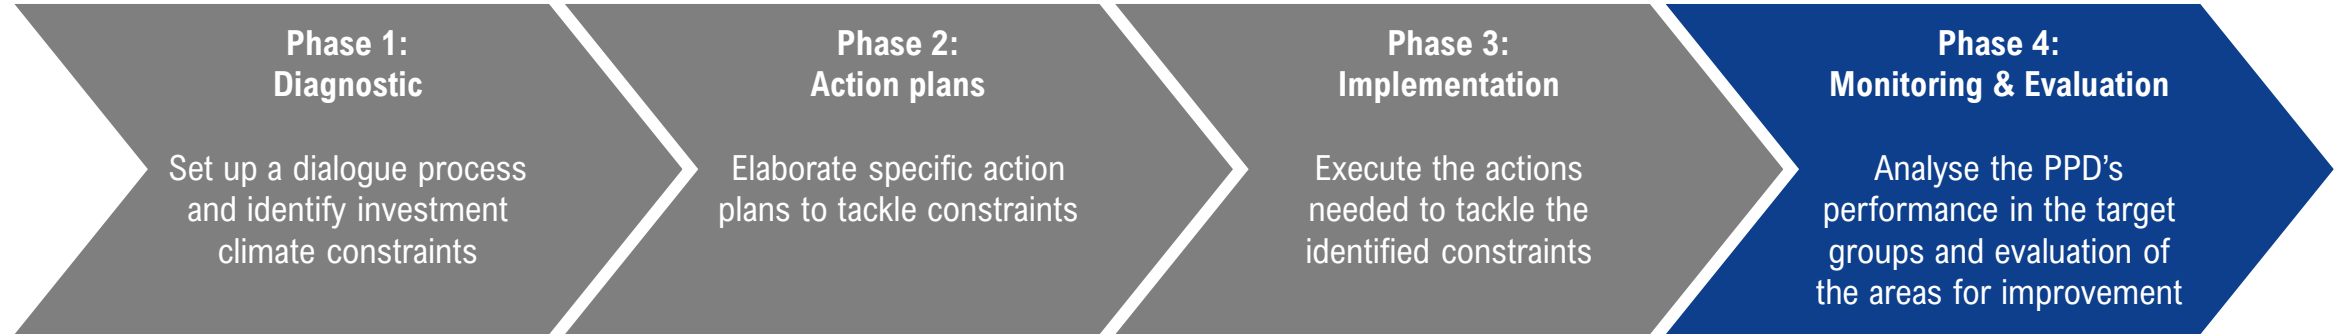 Phase 1:
Diagnostic
Set up a dialogue process
and identify investment
climate constraints
Phase 2:
Action plans
Elaborate specific action
plans to tackle constraints
Phase 3:
Implementation
Execute the actions
needed to tackle the
identified constraints
Phase 4:
Monitoring & Evaluation
Analyse the PPD’s
performance in the target
groups and evaluation of
the areas for improvement